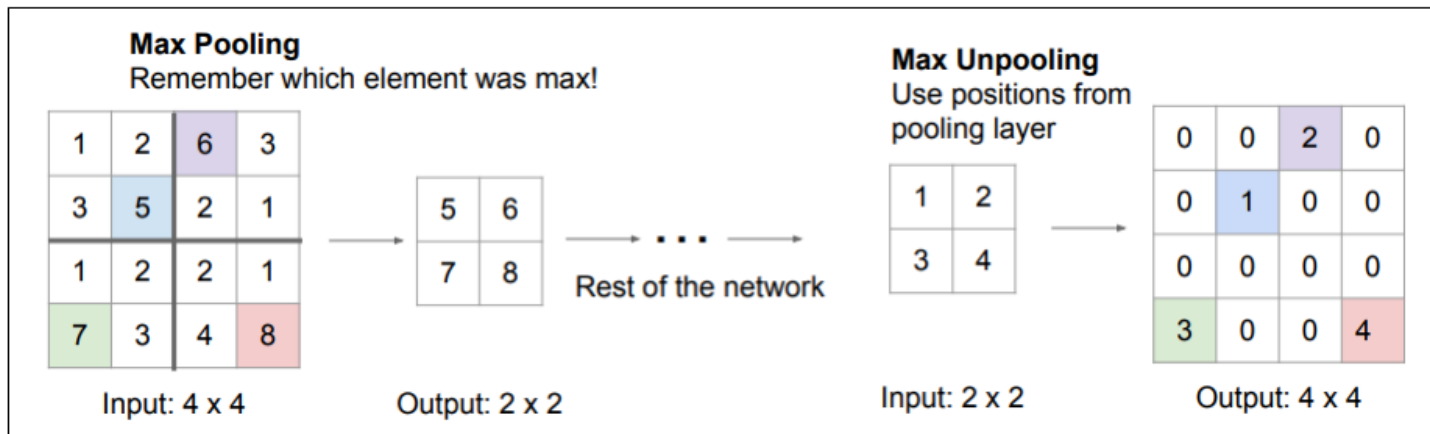 Max Pooling
Remember which element was max!
1 2 6 3
3 5 2 1
1 2 2 1
7 3 4 8
Input: 4 x 4
5 6
7 8
Output: 2 x 2
...
Rest of the network
Max Unpooling
Use positions from
pooling layer
1 2
3 4
Input: 2 x 2
0 0 2 0
0 1 0 0
0 0 0 0
3 0 0 4
Output: 4 x 4